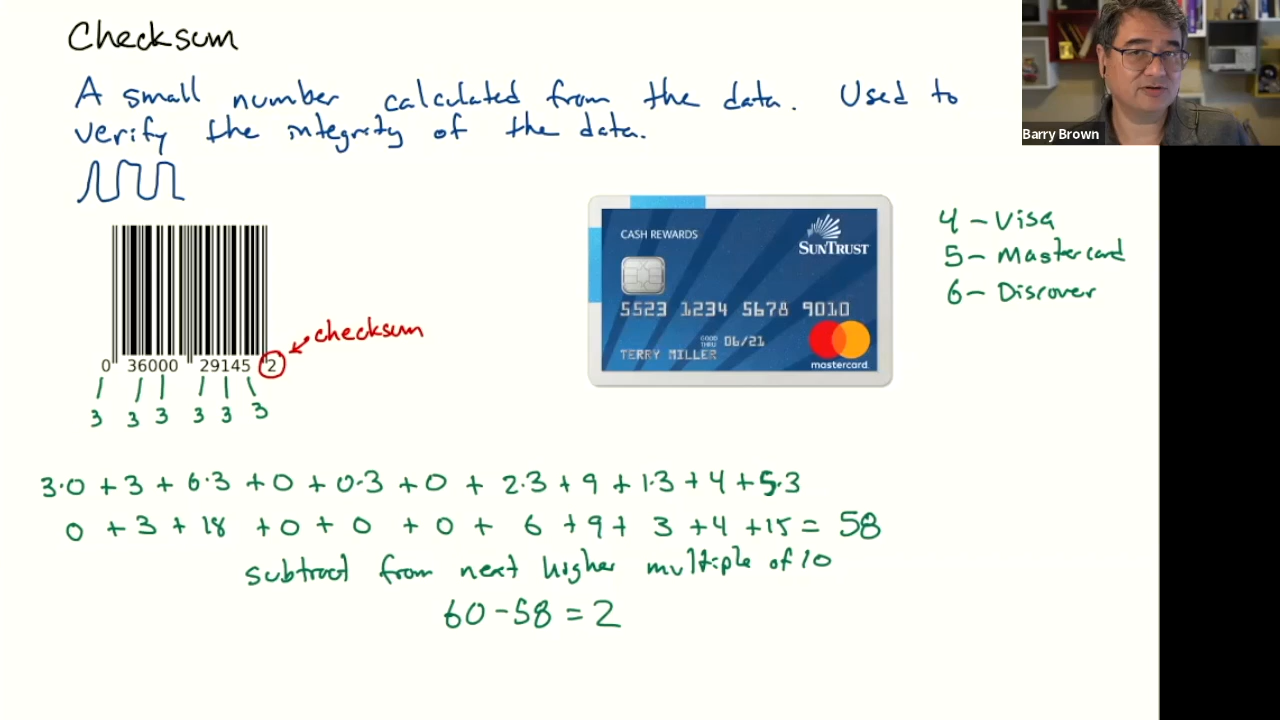 Checksum
A small number calculated from the data. Used to
verify the integrity of the data.
Barry Brown
0 36000 29145 2
checksum
3 3 3 3 3 3
CASH REWARDS
SUNTRUST
5523 1234 5678 9010
GOOD THRU 06/21
TERRY MILLER
mastercard
4 - Visa
5 - Mastercard
6 - Discover
3·0 + 3 + 6·3 + 0 + 0·3 + 0 + 2·3 + 9 + 1·3 + 4 + 5·3
0 + 3 + 18 + 0 + 0 + 0 + 6 + 9 + 3 + 4 + 15 = 58
subtract from next higher multiple of 10
60 - 58 = 2